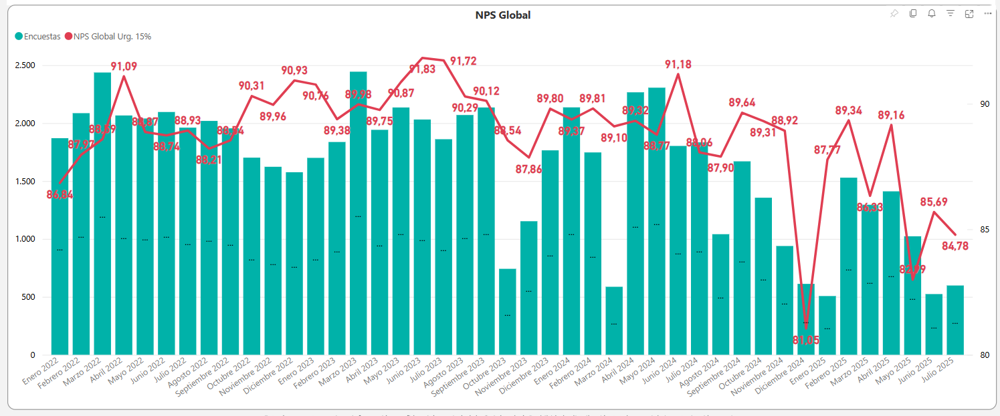 NPS Global
Encuestas NPS Global Urg. 15%
2.500
2.000
1.500
1.000
500
0
90
85
80
86,84
87,97
88,59
91,09
88,87
88,74
88,93
88,21
88,54
90,31
89,96
90,93
90,76
89,38
89,98
89,75
90,87
91,83
91,72
90,29
90,12
88,54
87,86
89,80
89,37
89,81
89,10
89,32
88,77
91,18
88,06
87,90
89,64
89,31
88,92
81,05
87,77
89,34
86,33
89,16
85,69
84,78
Enero 2022
Febrero 2022
Marzo 2022
Abril 2022
Mayo 2022
Junio 2022
Julio 2022
Agosto 2022
Septiembre 2022
Octubre 2022
Noviembre 2022
Diciembre 2022
Enero 2023
Febrero 2023
Marzo 2023
Abril 2023
Mayo 2023
Junio 2023
Julio 2023
Agosto 2023
Septiembre 2023
Octubre 2023
Noviembre 2023
Diciembre 2023
Enero 2024
Febrero 2024
Marzo 2024
Abril 2024
Mayo 2024
Junio 2024
Julio 2024
Agosto 2024
Septiembre 2024
Octubre 2024
Noviembre 2024
Diciembre 2024
Enero 2025
Febrero 2025
Marzo 2025
Abril 2025
Mayo 2025
Junio 2025
Julio 2025